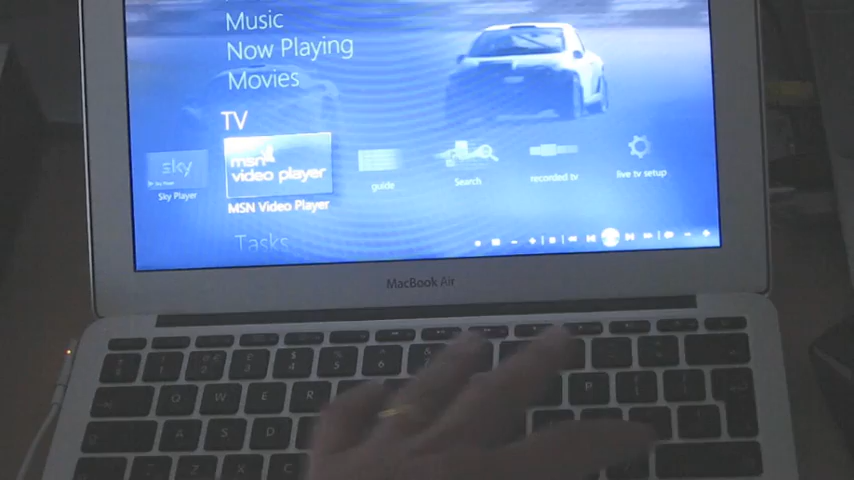 Music
Now Playing
Movies
TV
sky
Sky Player
msn
video player
MSN Video Player
guide
Search
recorded tv
live tv setup
Tasks
MacBook Air
Q W E R P
A S D
Z X C